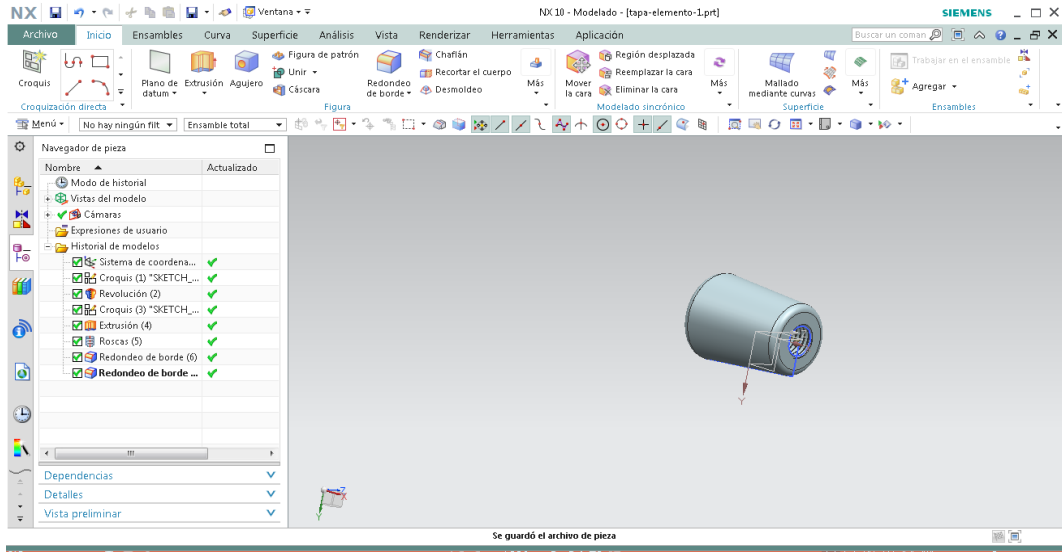 NX Ventana NX 10 - Modelado - [tapa-elemento-1.prt] SIEMENS
Archivo Inicio Ensambles Curva Superficie Análisis Vista Renderizar Herramientas Aplicación Buscar un coman
Croquis
Plano de datum
Extrusión
Agujero
Figura de patrón
Unir
Cáscara
Redondeo de borde
Chaflán
Recortar el cuerpo
Desmoldeo
Más
Mover la cara
Región desplazada
Reemplazar la cara
Eliminar la cara
Más
Mallado mediante curvas
Más
Trabajar en el ensamble
Agregar
Croquización directa Figura Modelado sincrónico Superficie Ensambles
Menú No hay ningún filt Ensamble total
Navegador de pieza
Nombre Actualizado
Modo de historial
Vistas del modelo
Cámaras
Expresiones de usuario
Historial de modelos
Sistema de coordena...
Croquis (1) "SKETCH_...
Revolución (2)
Croquis (3) "SKETCH_...
Extrusión (4)
Roscas (5)
Redondeo de borde (6)
Redondeo de borde ...
Y
Dependencias
Detalles
Vista preliminar
Z
X
Y
Se guardó el archivo de pieza